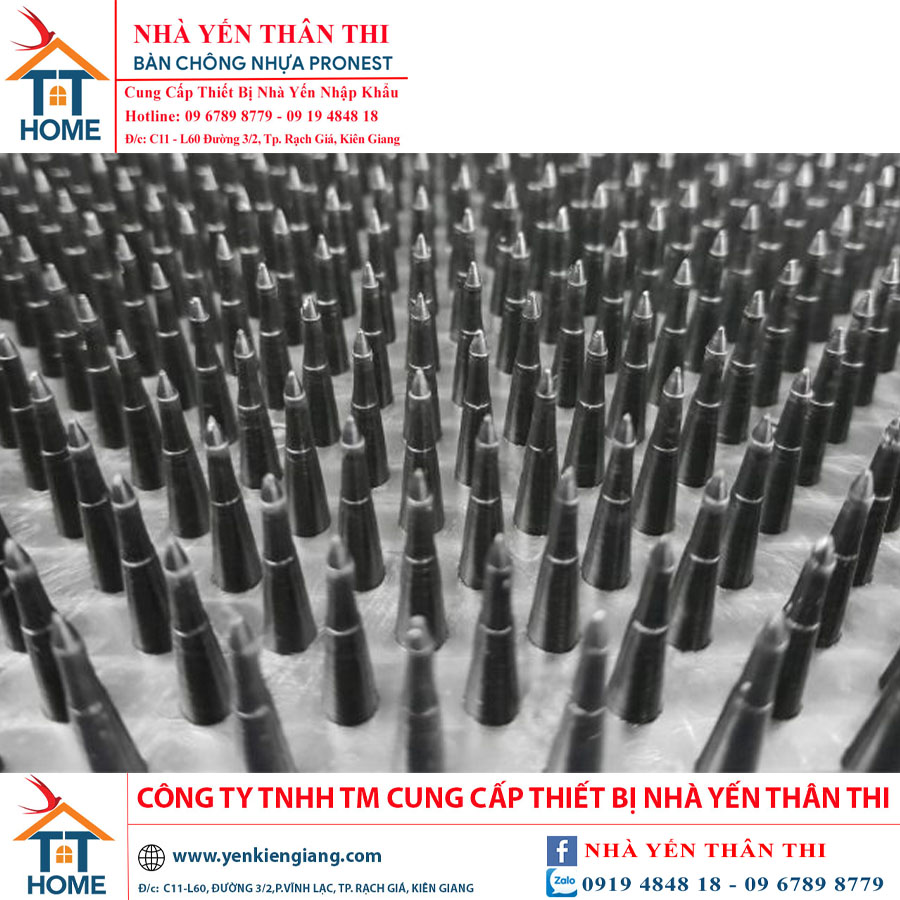 TT
HOME
NHÀ YẾN THÂN THI
BÀN CHÔNG NHỰA PRONEST
Cung Cấp Thiết Bị Nhà Yến Nhập Khẩu
Hotline: 09 6789 8779 - 09 19 4848 18
Đ/c: C11 - L60 Đường 3/2, Tp. Rạch Giá, Kiên Giang
TT
HOME
CÔNG TY TNHH TM CUNG CẤP THIẾT BỊ NHÀ YẾN THÂN THI
www.yenkiengiang.com
Đ/c: C11-L60, ĐƯỜNG 3/2,P.VĨNH LẠC, TP. RẠCH GIÁ, KIÊN GIANG
f NHÀ YẾN THÂN THI
Zalo 0919 4848 18 - 09 6789 8779